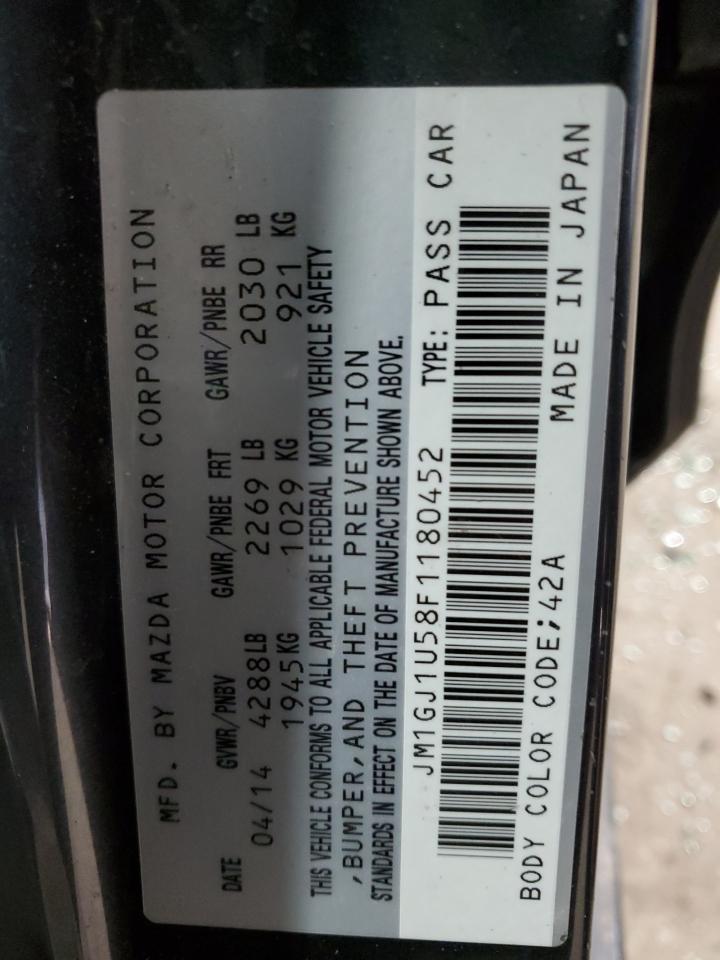 MFD. BY MAZDA MOTOR CORPORATION
DATE GVWR/PNBV GAWR/PNBE FRT GAWR/PNBE RR
04/14 4288LB 2269 LB 2030 LB
1945KG 1029 KG 921 KG
THIS VEHICLE CONFORMS TO ALL APPLICABLE FEDERAL MOTOR VEHICLE SAFETY
,BUMPER,AND THEFT PREVENTION
STANDARDS IN EFFECT ON THE DATE OF MANUFACTURE SHOWN ABOVE.
JM1GJ1U58F1180452 TYPE: PASS CAR
BODY COLOR CODE;42A MADE IN JAPAN